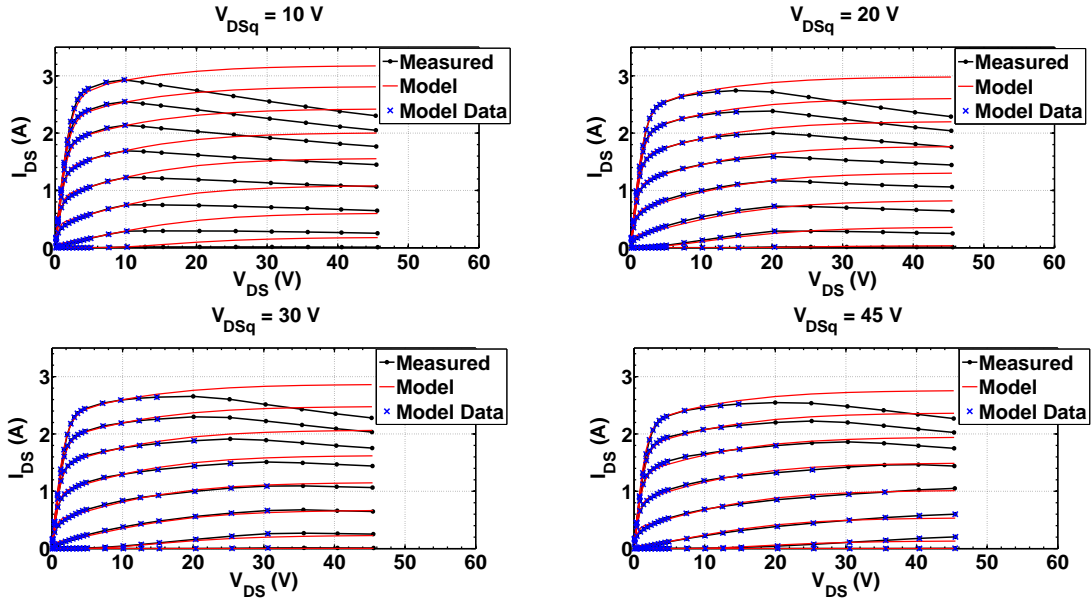 V_DSq = 10 V
I_DS (A)
3
2
1
0
0 10 20 30 40 50 60
V_DS (V)
Measured
Model
Model Data
V_DSq = 20 V
I_DS (A)
3
2
1
0
0 10 20 30 40 50 60
V_DS (V)
Measured
Model
Model Data
V_DSq = 30 V
I_DS (A)
3
2
1
0
0 10 20 30 40 50 60
V_DS (V)
Measured
Model
Model Data
V_DSq = 45 V
I_DS (A)
3
2
1
0
0 10 20 30 40 50 60
V_DS (V)
Measured
Model
Model Data